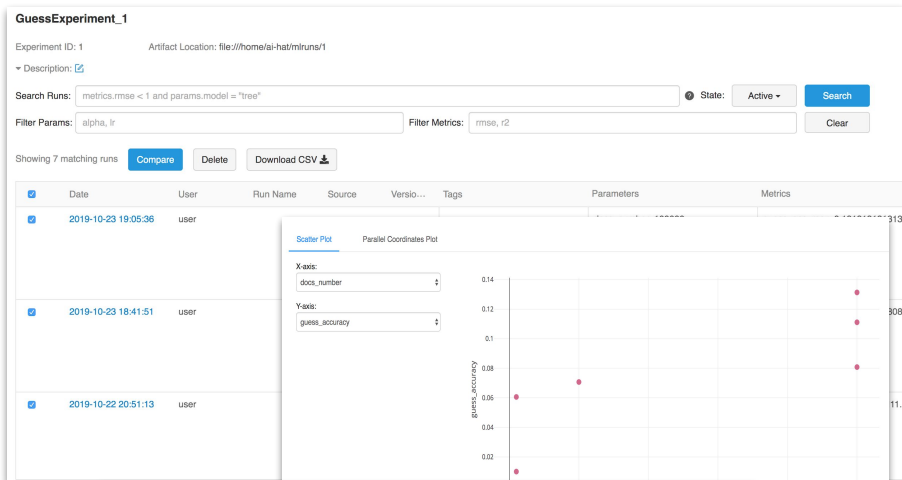 GuessExperiment_1
Experiment ID: 1 Artifact Location: file:///home/ai-hat/mlruns/1
Description:
Search Runs: metrics.rmse < 1 and params.model = "tree" State: Active Search
Filter Params: alpha, lr Filter Metrics: rmse, r2 Clear
Showing 7 matching runs Compare Delete Download CSV
Date User Run Name Source Versio... Tags Parameters Metrics
2019-10-23 19:05:36 user
Scatter Plot Parallel Coordinates Plot
X-axis:
docs_number
Y-axis:
guess_accuracy
2019-10-23 18:41:51 user
2019-10-22 20:51:13 user
0.14
0.12
0.1
0.08
0.06
0.04
0.02
guess_accuracy
308
11.